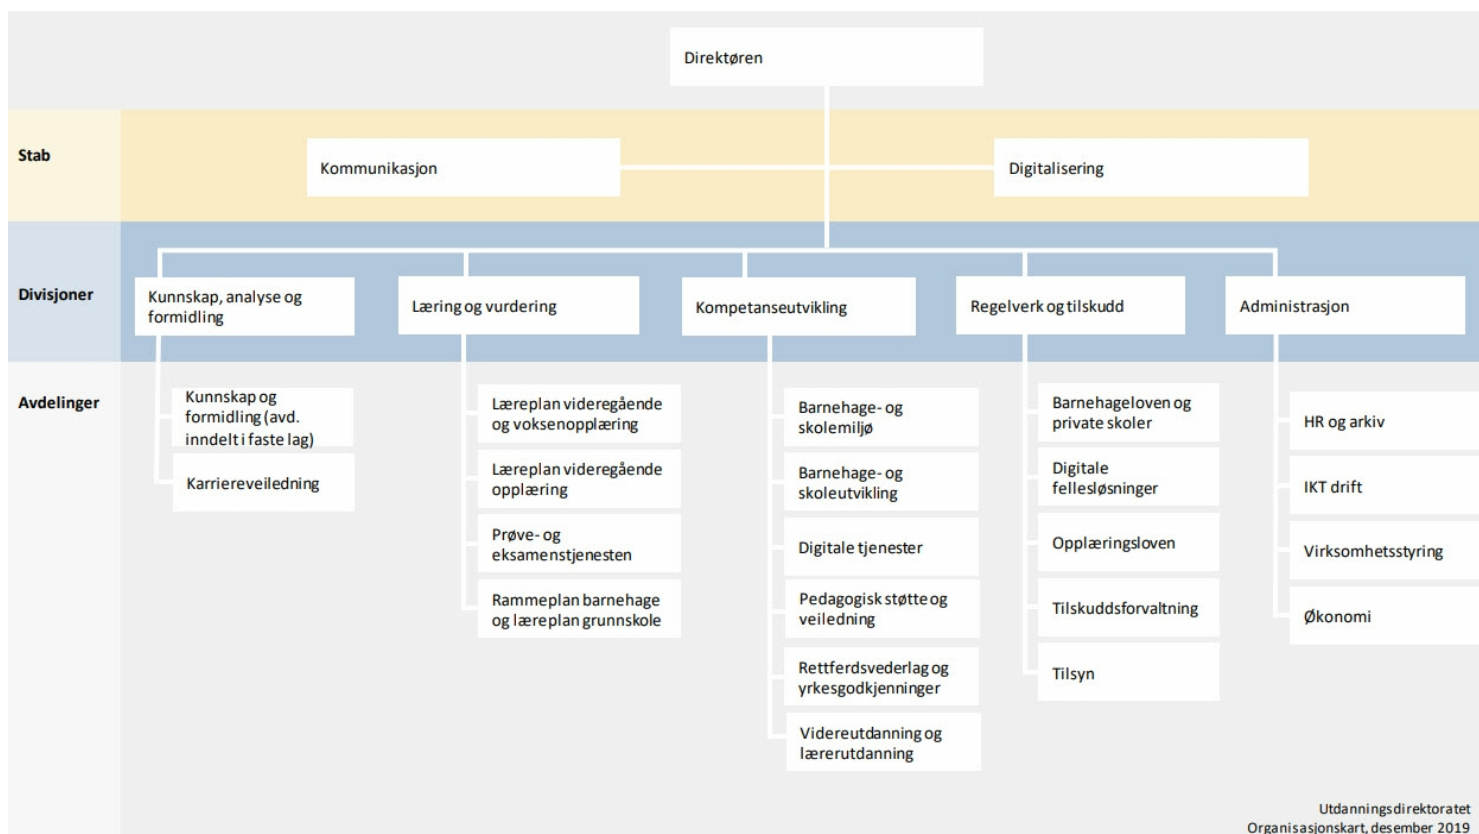 Direktøren
Stab
Kommunikasjon
Digitalisering
Divisjoner
Kunnskap, analyse og
formidling
Læring og vurdering
Kompetanseutvikling
Regelverk og tilskudd
Administrasjon
Avdelinger
Kunnskap og
formidling (avd.
inndelt i faste lag)
Karriereveiledning
Læreplan videregående
og voksenopplæring
Læreplan videregående
opplæring
Prøve- og
eksamenstjenesten
Rammeplan barnehage
og læreplan grunnskole
Barnehage- og
skolemiljø
Barnehage- og
skoleutvikling
Digitale tjenester
Pedagogisk støtte og
veiledning
Rettferdsvederlag og
yrkesgodkjenninger
Videreutdanning og
lærerutdanning
Barnehageloven og
private skoler
Digitale
fellesløsninger
Opplæringsloven
Tilskuddsforvaltning
Tilsyn
HR og arkiv
IKT drift
Virksomhetsstyring
Økonomi
Utdanningsdirektoratet
Organisasjonskart, desember 2019